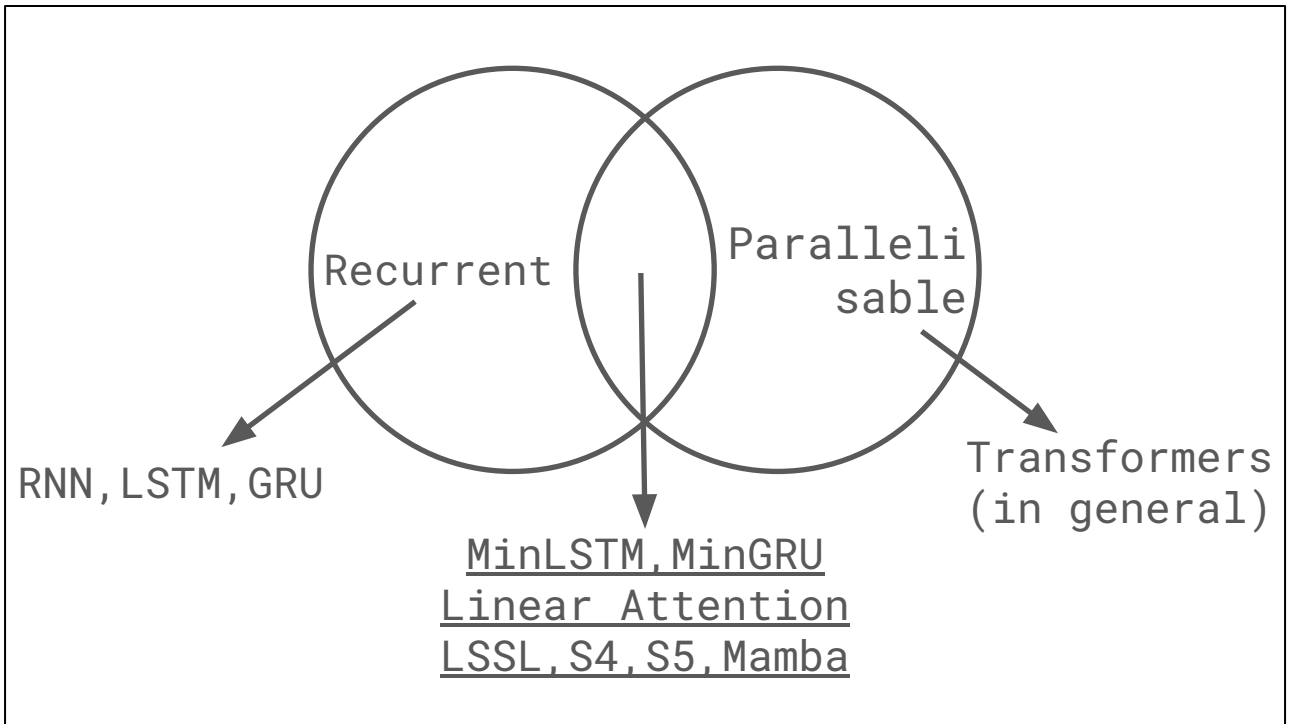 Recurrent
Paralleli
sable
RNN,LSTM,GRU
Transformers
(in general)
MinLSTM,MinGRU
Linear Attention
LSSL,S4,S5,Mamba